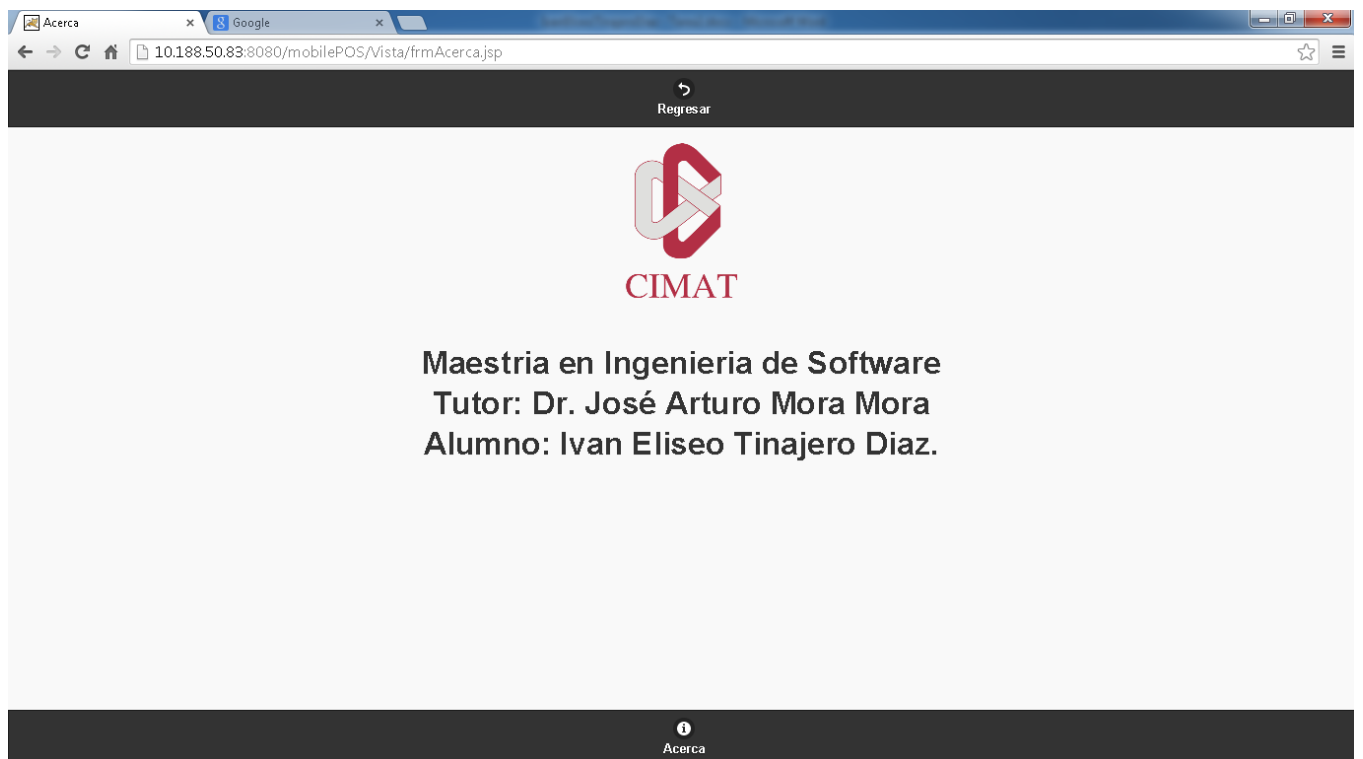 Acerca
Google
10.188.50.83:8080/mobilePOS/Vista/frmAcerca.jsp
Regresar
CIMAT
Maestria en Ingenieria de Software
Tutor: Dr. José Arturo Mora Mora
Alumno: Ivan Eliseo Tinajero Diaz.
Acerca